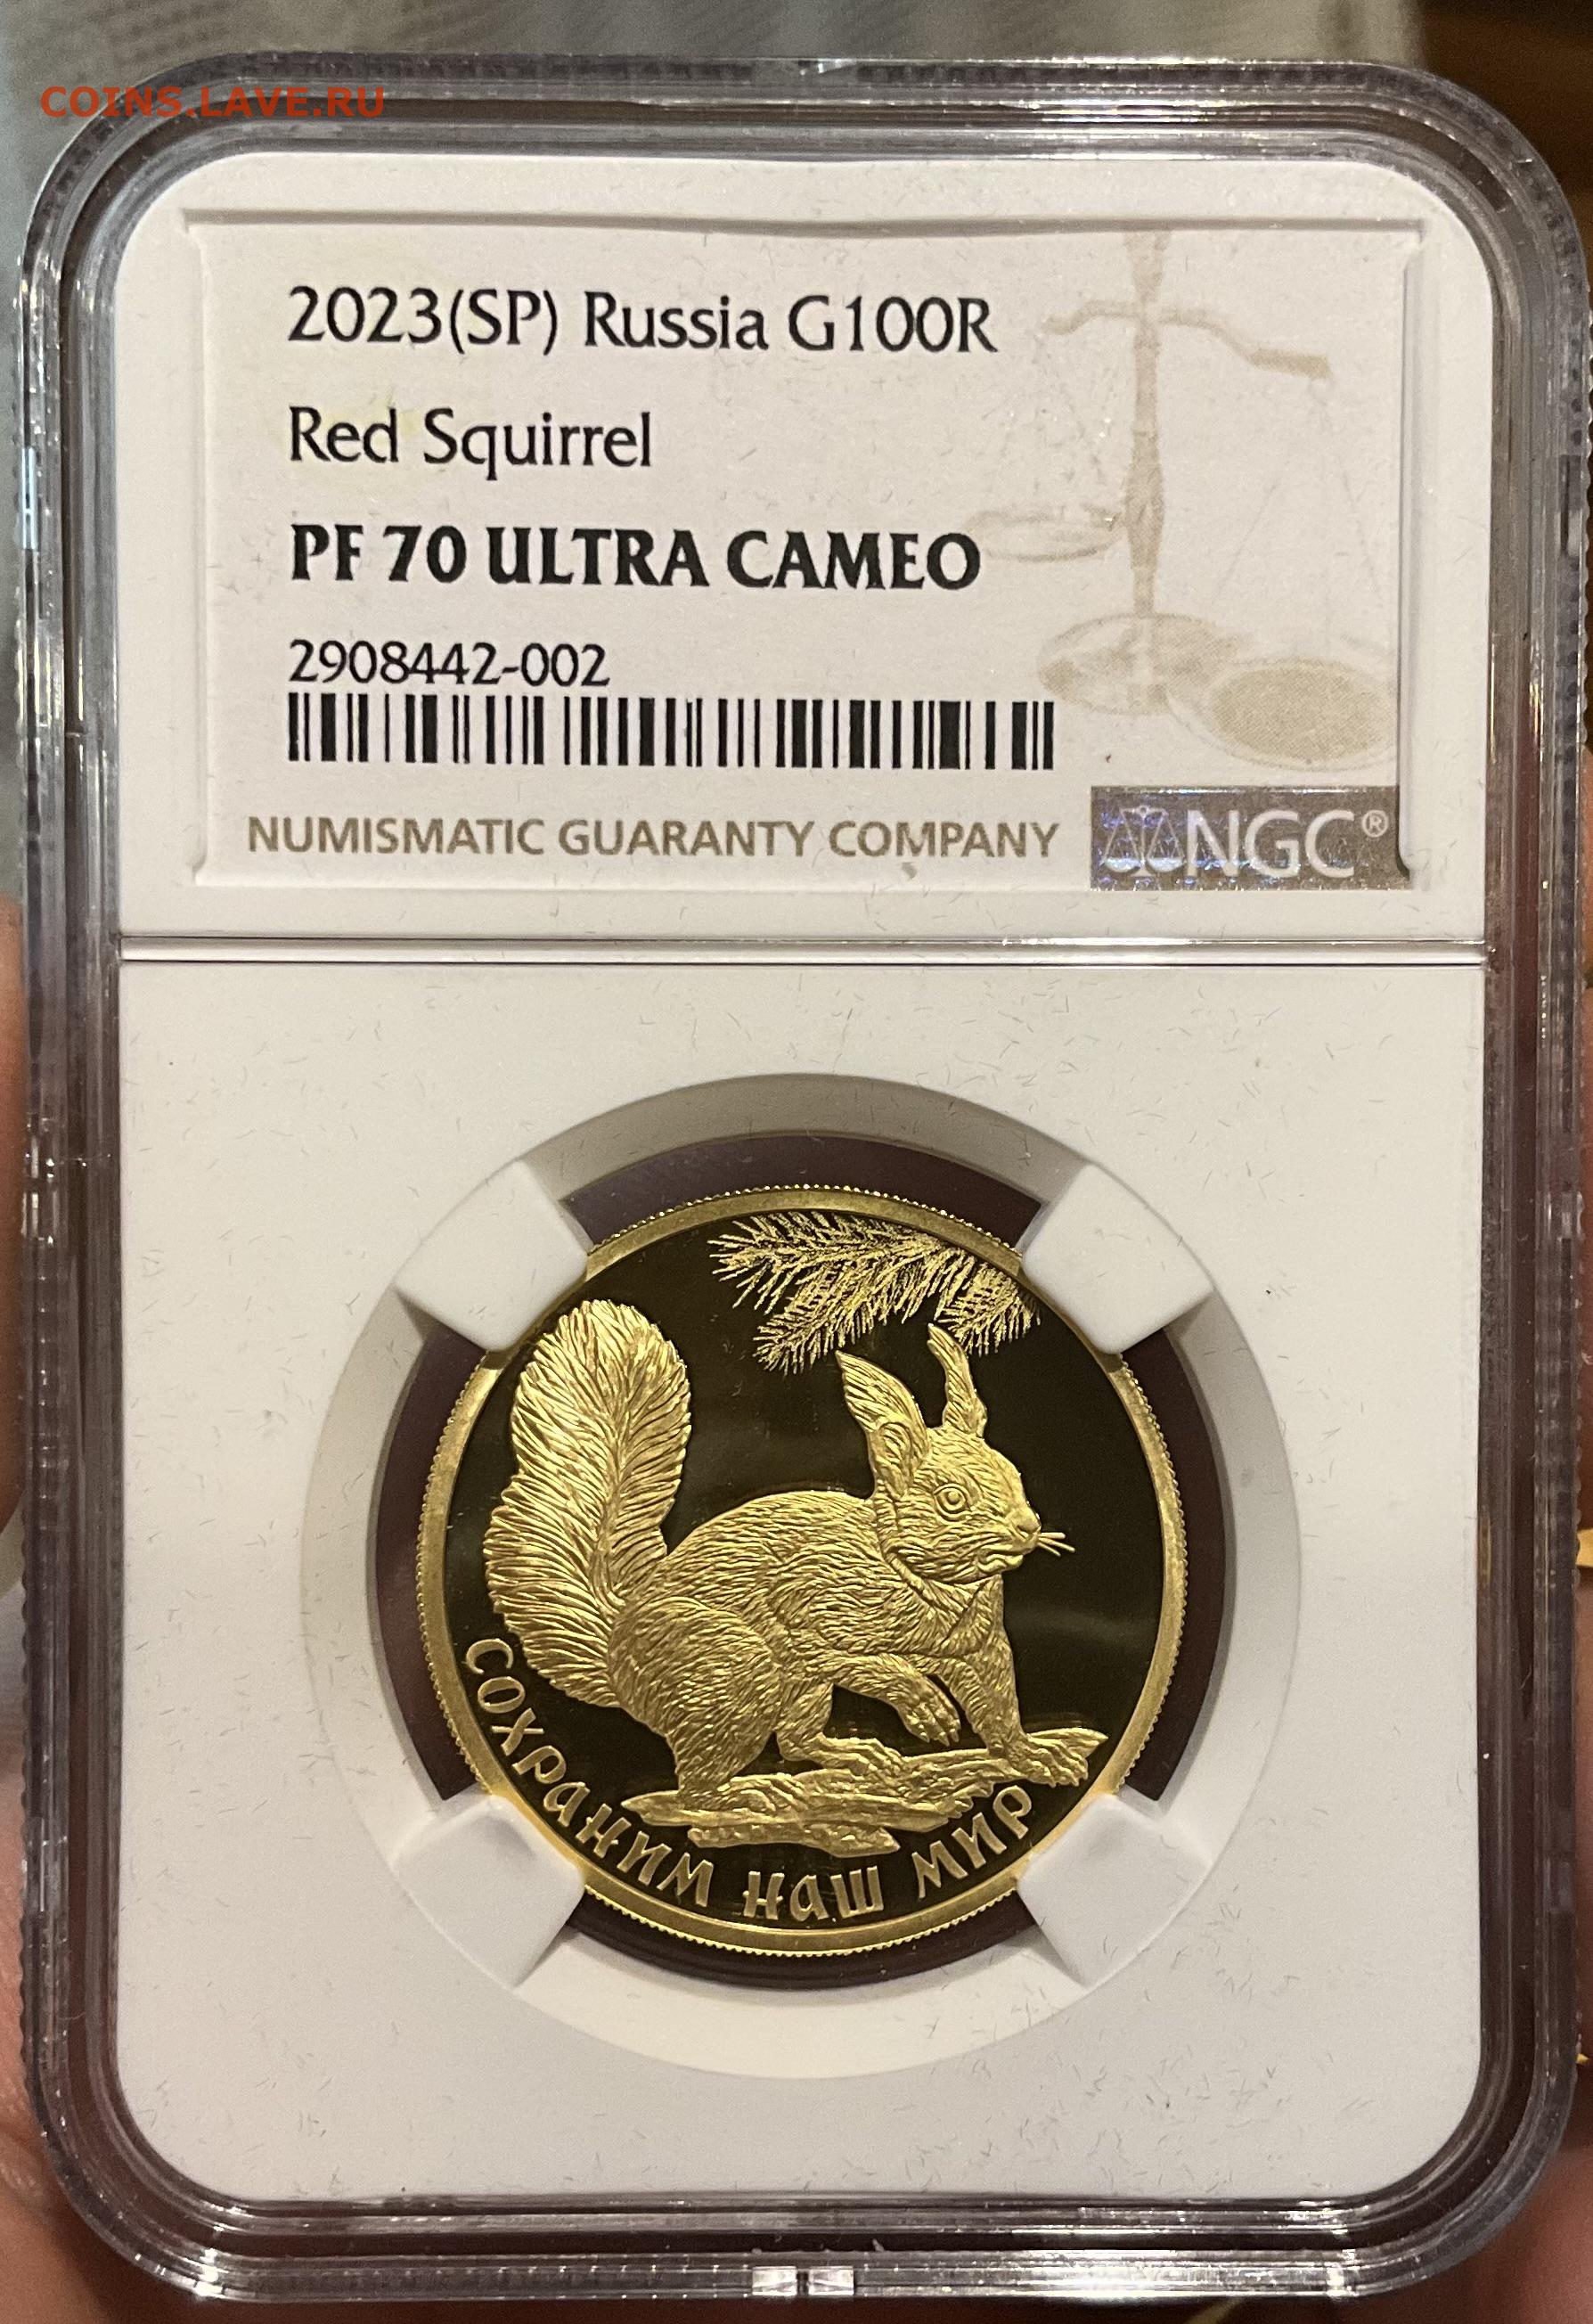 COINS.LAVE.RU
2023(SP) Russia G100R
Red Squirrel
PF 70 ULTRA CAMEO
2908442-002
NUMISMATIC GUARANTY COMPANY
NGC®
СОХРАНИМ НАШ МИР